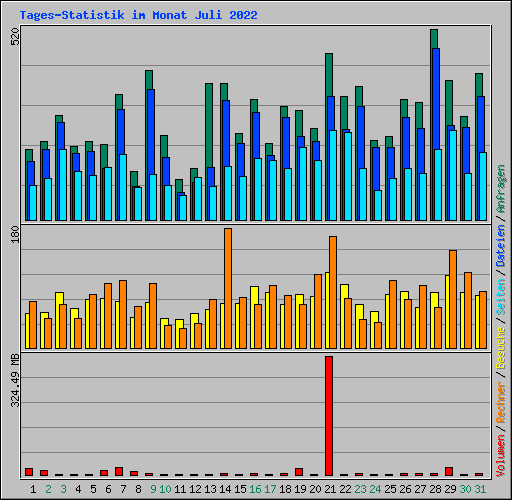 Tages-Statistik im Monat Juli 2022
520
180
324.49 MB
Volumen / Rechner / Besuche / Seiten / Dateien / Anfragen
1 2 3 4 5 6 7 8 9 10 11 12 13 14 15 16 17 18 19 20 21 22 23 24 25 26 27 28 29 30 31